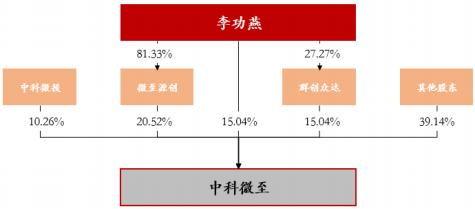 李功燕
81.33% 27.27%
中科微投 微至源创 群创众达 其他股东
10.26% 20.52% 15.04% 15.04% 39.14%
中科微至